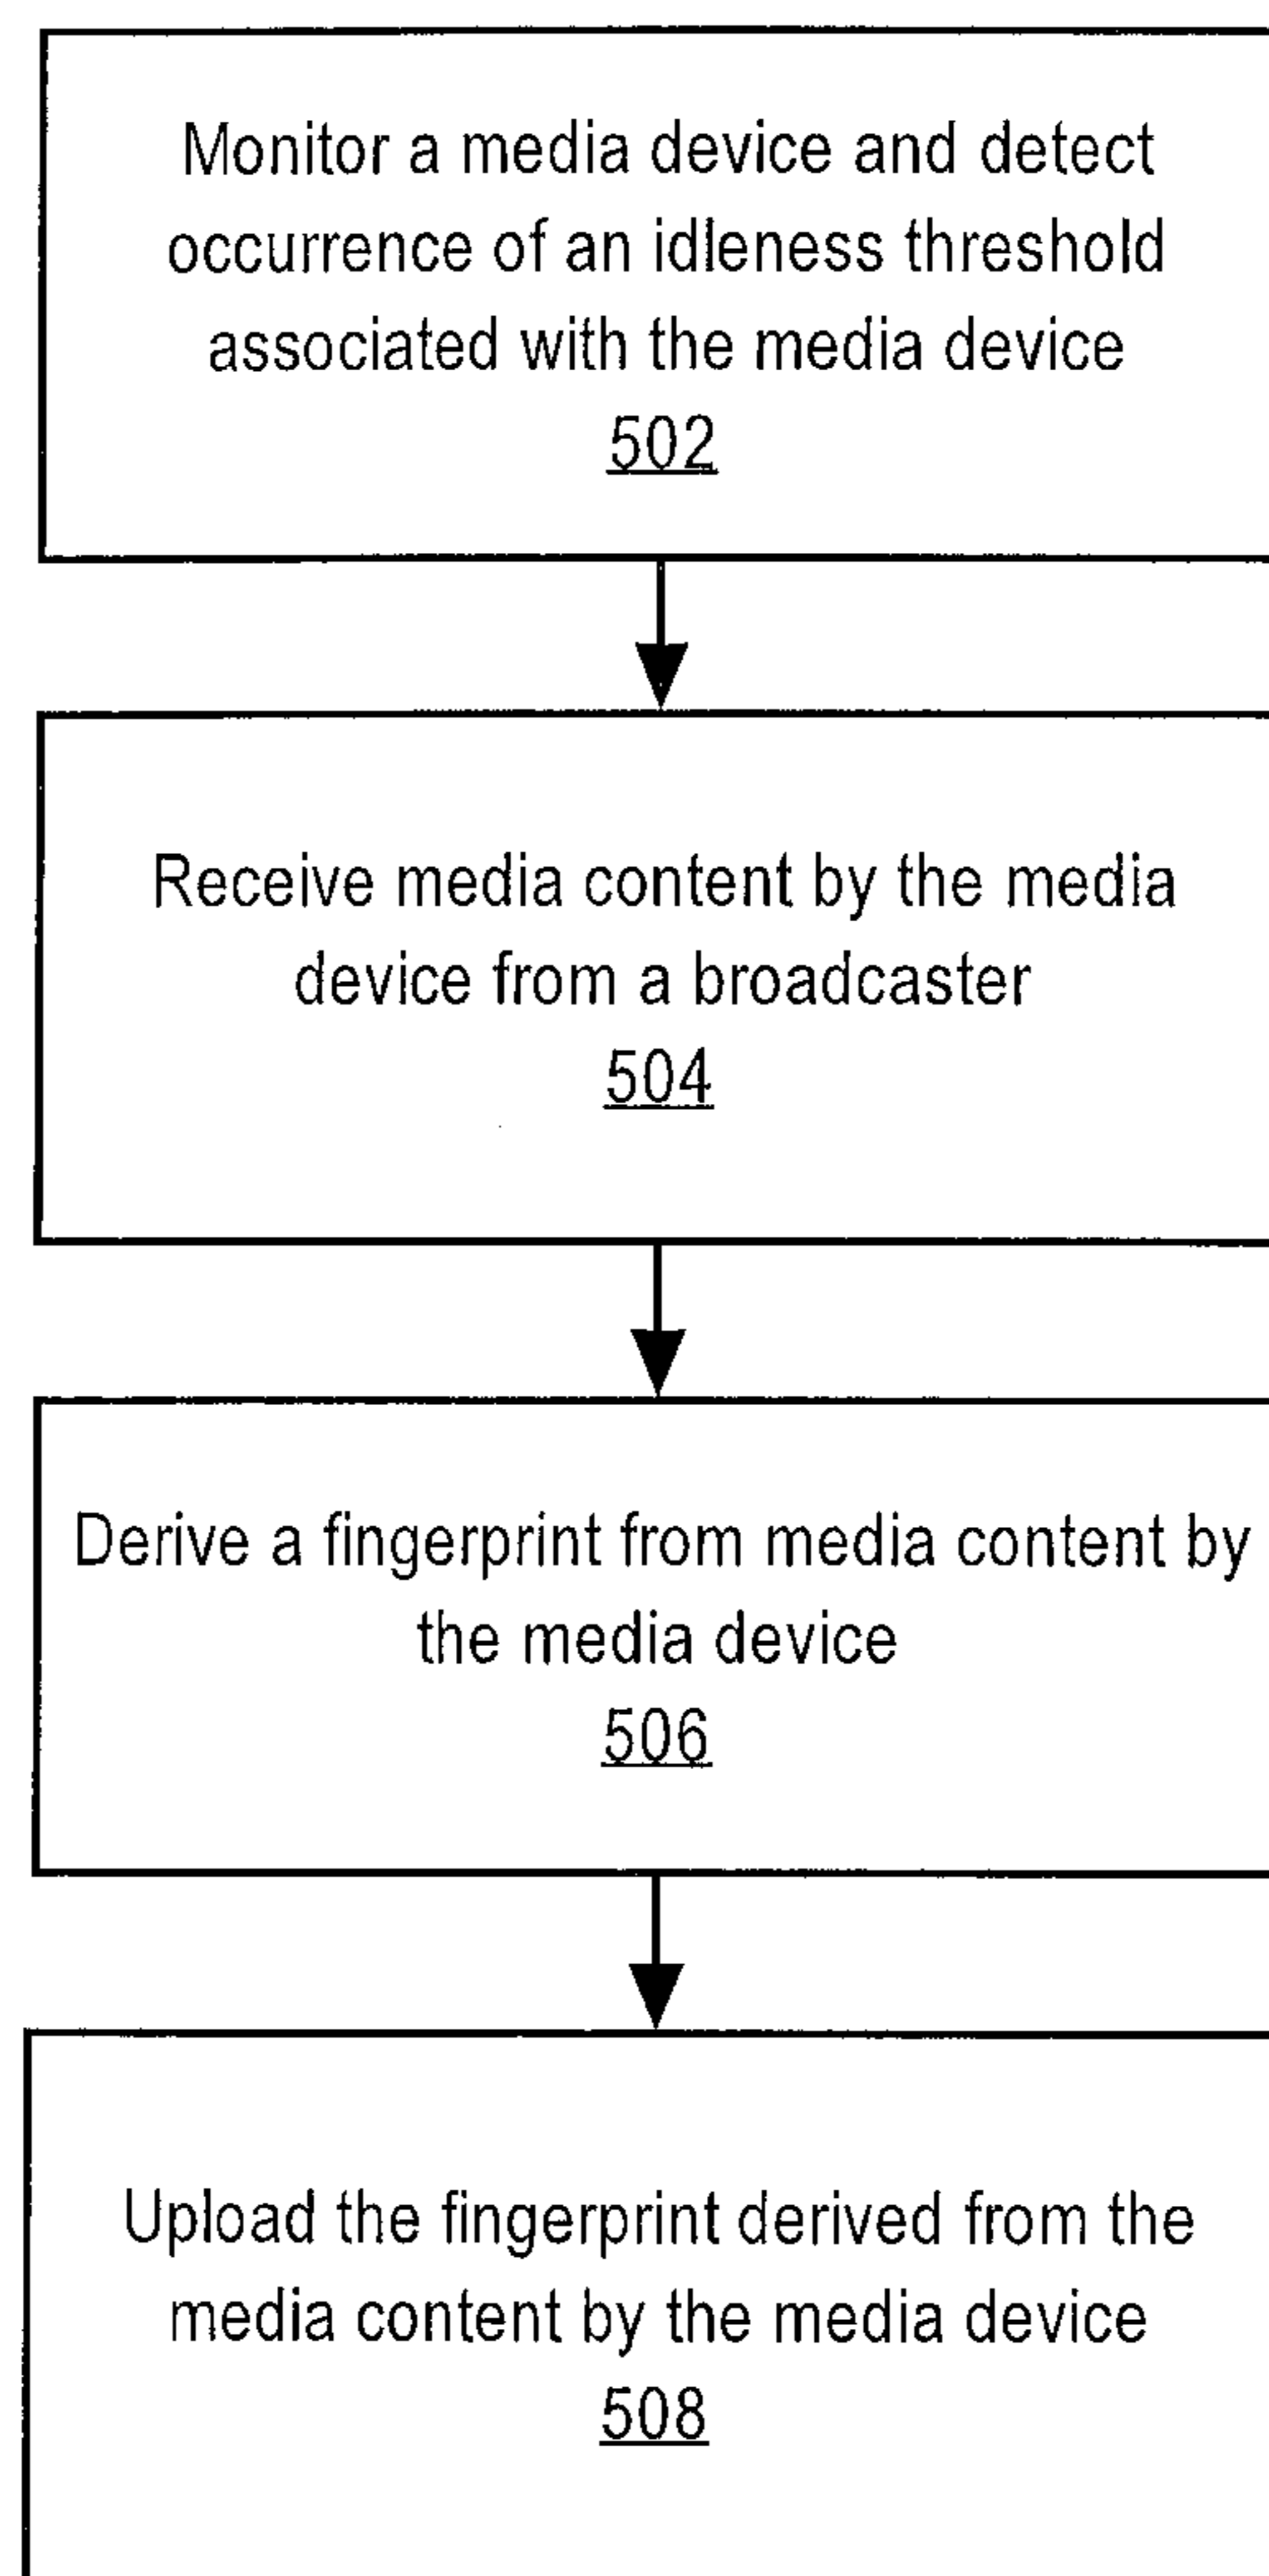 Monitor a media device and detect
occurrence of an idleness threshold
associated with the media device
502
Receive media content by the media
device from a broadcaster
504
Derive a fingerprint from media content by
the media device
506
Upload the fingerprint derived from the
media content by the media device
508